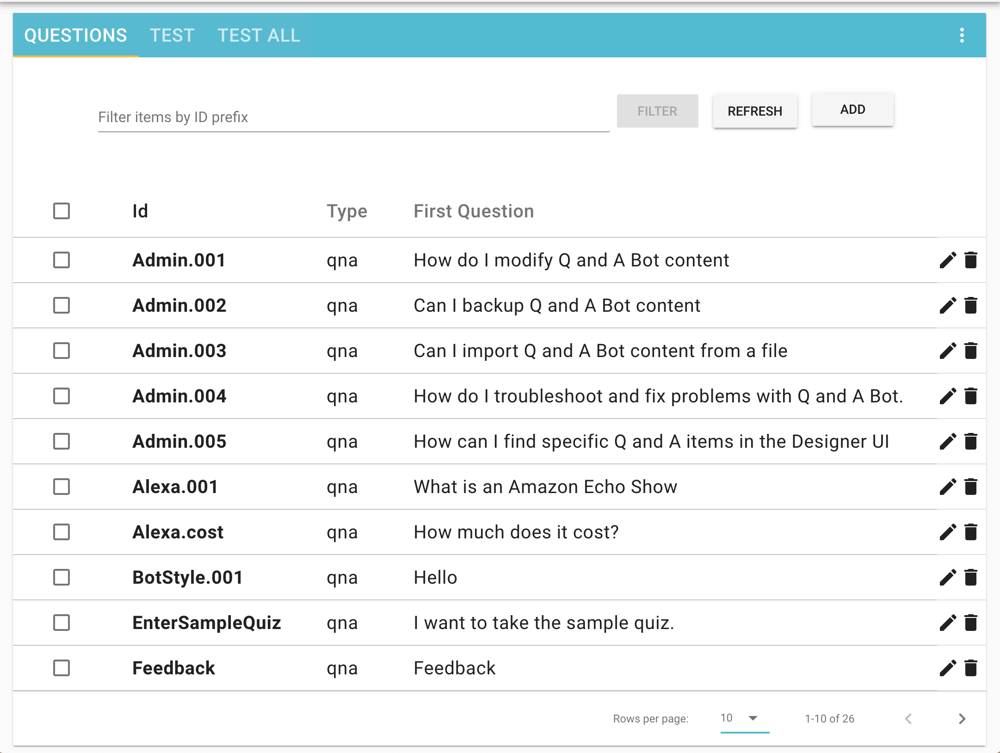 QUESTIONS TEST TEST ALL
Filter items by ID prefix FILTER REFRESH ADD
Id Type First Question
Admin.001 qna How do I modify Q and A Bot content
Admin.002 qna Can I backup Q and A Bot content
Admin.003 qna Can I import Q and A Bot content from a file
Admin.004 qna How do I troubleshoot and fix problems with Q and A Bot.
Admin.005 qna How can I find specific Q and A items in the Designer UI
Alexa.001 qna What is an Amazon Echo Show
Alexa.cost qna How much does it cost?
BotStyle.001 qna Hello
EnterSampleQuiz qna I want to take the sample quiz.
Feedback qna Feedback
Rows per page: 10 1-10 of 26